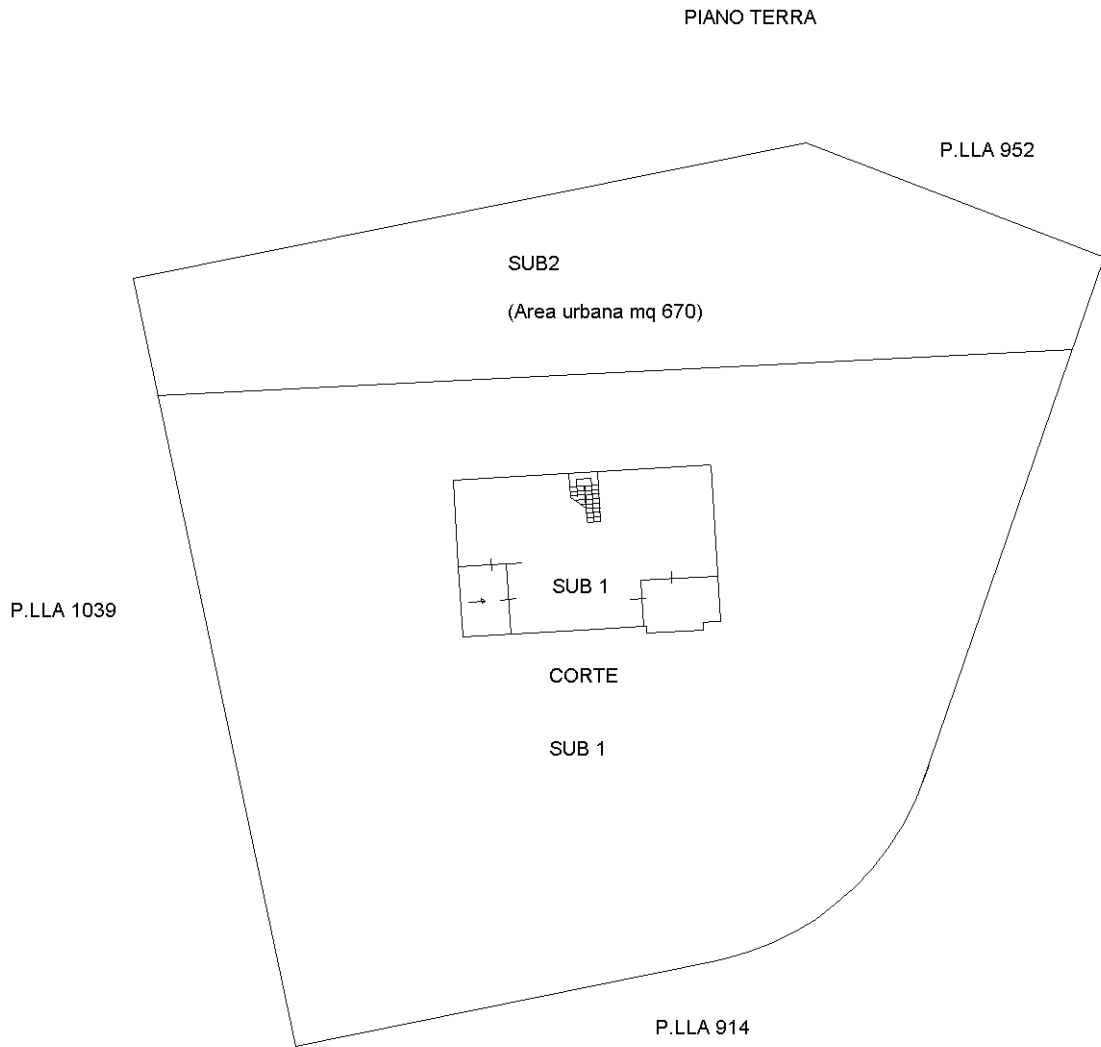 PIANO TERRA
P.LLA 952
SUB2
(Area urbana mq 670)
SUB 1
P.LLA 1039
CORTE
SUB 1
P.LLA 914